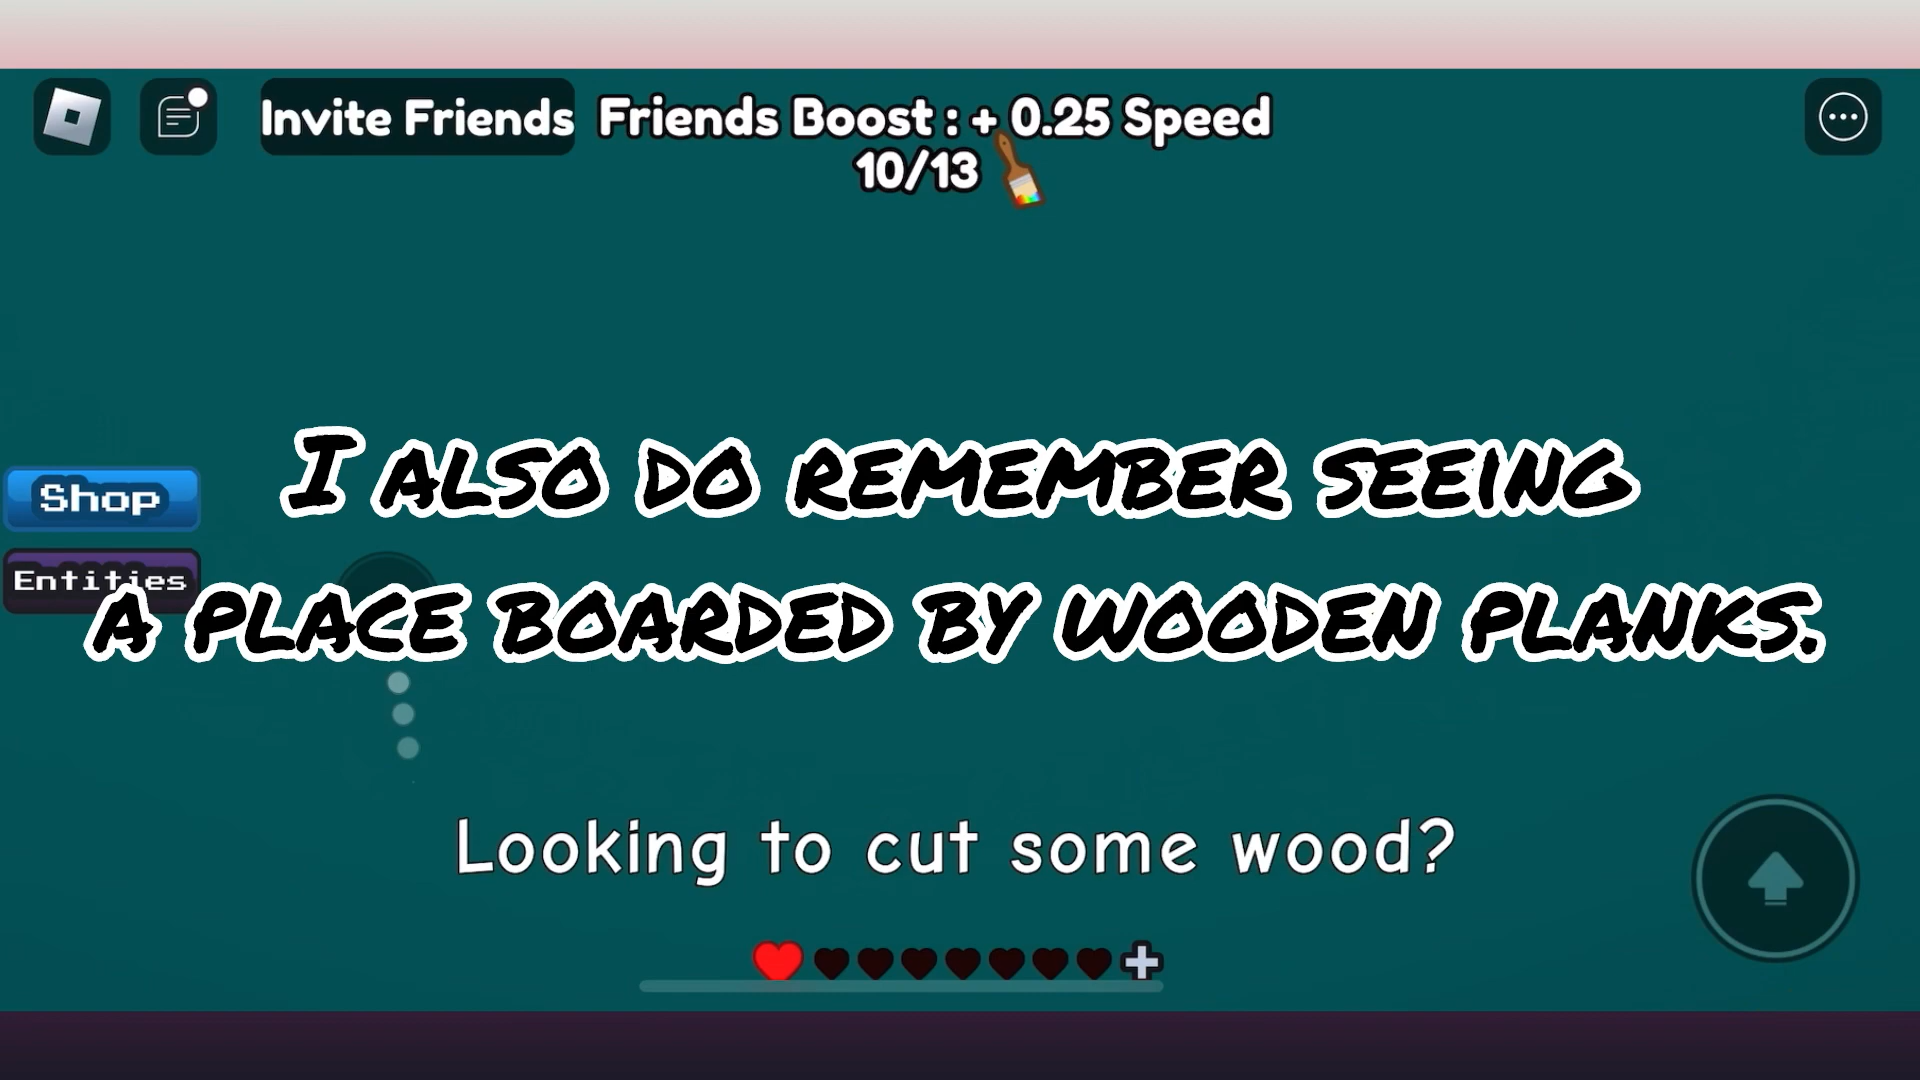 Invite Friends
Friends Boost : + 0.25 Speed
10/13
I ALSO DO REMEMBER SEEING
Shop
Entities
A PLACE BOARDED BY WOODEN PLANKS.
Looking to cut some wood?